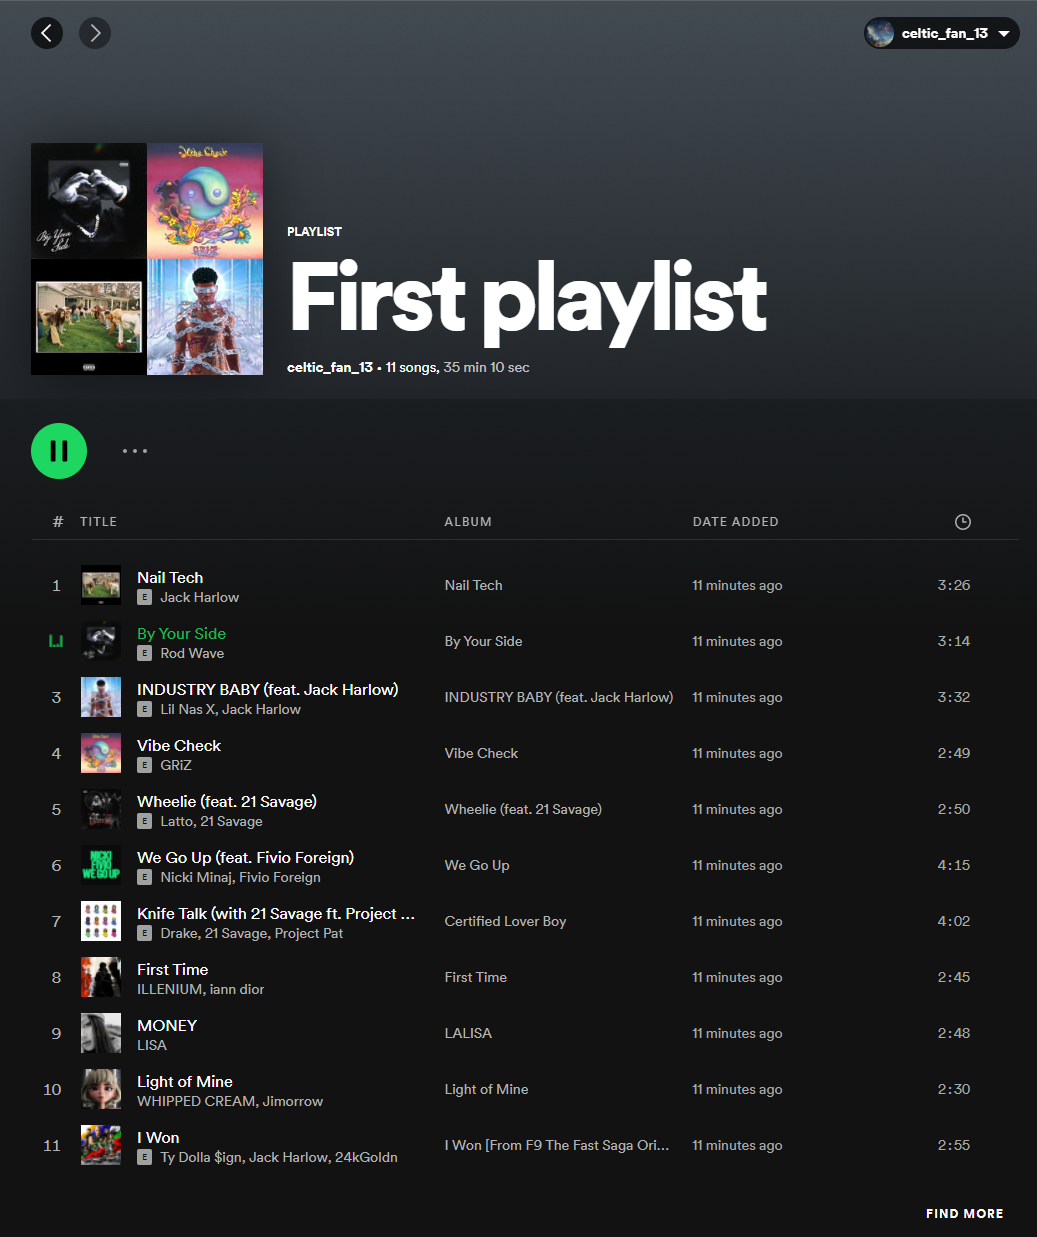 celtic_fan_13
Vibe Check
By Your
Side
GRiZ
PLAYLIST
First playlist
celtic_fan_13 • 11 songs, 35 min 10 sec
# TITLE ALBUM DATE ADDED
1 Nail Tech Nail Tech 11 minutes ago 3:26
E Jack Harlow
By Your Side By Your Side 11 minutes ago 3:14
E Rod Wave
3 INDUSTRY BABY (feat. Jack Harlow) INDUSTRY BABY (feat. Jack Harlow) 11 minutes ago 3:32
E Lil Nas X, Jack Harlow
4 Vibe Check Vibe Check 11 minutes ago 2:49
E GRiZ
5 Wheelie (feat. 21 Savage) Wheelie (feat. 21 Savage) 11 minutes ago 2:50
E Latto, 21 Savage
6 NICKI FIVIO WE GO UP We Go Up (feat. Fivio Foreign) We Go Up 11 minutes ago 4:15
E Nicki Minaj, Fivio Foreign
7 Knife Talk (with 21 Savage ft. Project ... Certified Lover Boy 11 minutes ago 4:02
E Drake, 21 Savage, Project Pat
8 First Time First Time 11 minutes ago 2:45
ILLENIUM, iann dior
9 MONEY LALISA 11 minutes ago 2:48
LISA
10 Light of Mine Light of Mine 11 minutes ago 2:30
WHIPPED CREAM, Jimorrow
11 I Won I Won [From F9 The Fast Saga Ori... 11 minutes ago 2:55
E Ty Dolla $ign, Jack Harlow, 24kGoldn
FIND MORE